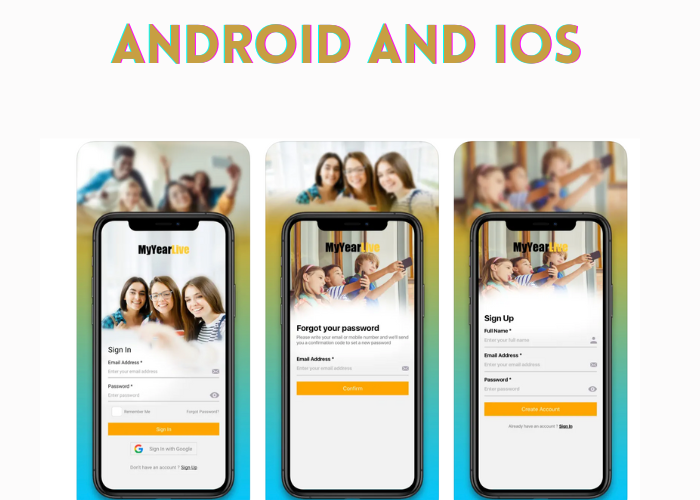 ANDROID AND IOS
MyYearLive
Sign In
Email Address *
Enter your email address
Password *
Enter password
Remember Me
Forgot Password?
Sign In
Sign In with Google
Don't have an account ? Sign Up
MyYearLive
Forgot your password
Please write your email or mobile number and we'll send
you a confirmation code to set a new password
Email Address *
Enter your email address
Confirm
MyYearLive
Sign Up
Full Name *
Enter your full name
Email Address *
Enter your email address
Password *
Enter password
Create Account
Already have an account ? Sign In